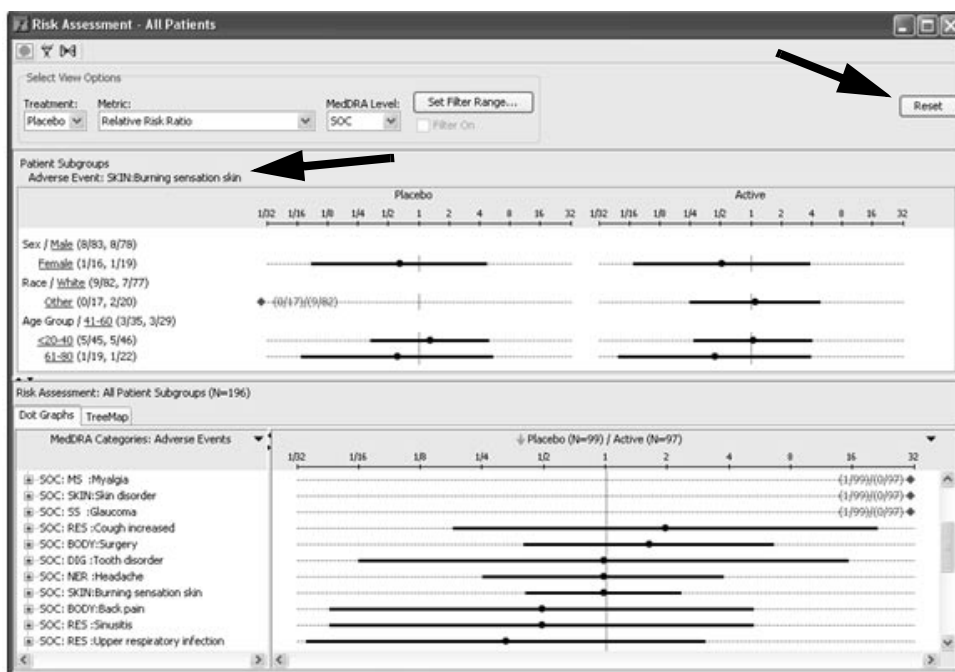 Risk Assessment - All Patients
Select View Options
Treatment: Metric: MedDRA Level: Set Filter Range... Reset
Placebo Relative Risk Ratio SOC Filter On
Patient Subgroups
Adverse Event: SKIN:Burning sensation skin
Placebo Active
1/32 1/16 1/8 1/4 1/2 1 2 4 8 16 32 1/32 1/16 1/8 1/4 1/2 1 2 4 8 16 32
Sex / Male (8/83, 8/78)
Female (1/16, 1/19)
Race / White (9/82, 7/77)
Other (0/17, 2/20) (0/17)/(9/82)
Age Group / 41-60 (3/35, 3/29)
<20-40 (5/45, 5/46)
61-80 (1/19, 1/22)
Risk Assessment: All Patient Subgroups (N=196)
Dot Graphs TreeMap
MedDRA Categories: Adverse Events Placebo (N=99) / Active (N=97)
1/32 1/16 1/8 1/4 1/2 1 2 4 8 16 32
SOC: MS :Myalgia (1/99)/(0/97)
SOC: SKIN:Skin disorder (1/99)/(0/97)
SOC: SS :Glaucoma (1/99)/(0/97)
SOC: RES :Cough increased
SOC: BODY:Surgery
SOC: DIG :Tooth disorder
SOC: NER :Headache
SOC: SKIN:Burning sensation skin
SOC: BODY:Back pain
SOC: RES :Sinusitis
SOC: RES :Upper respiratory infection